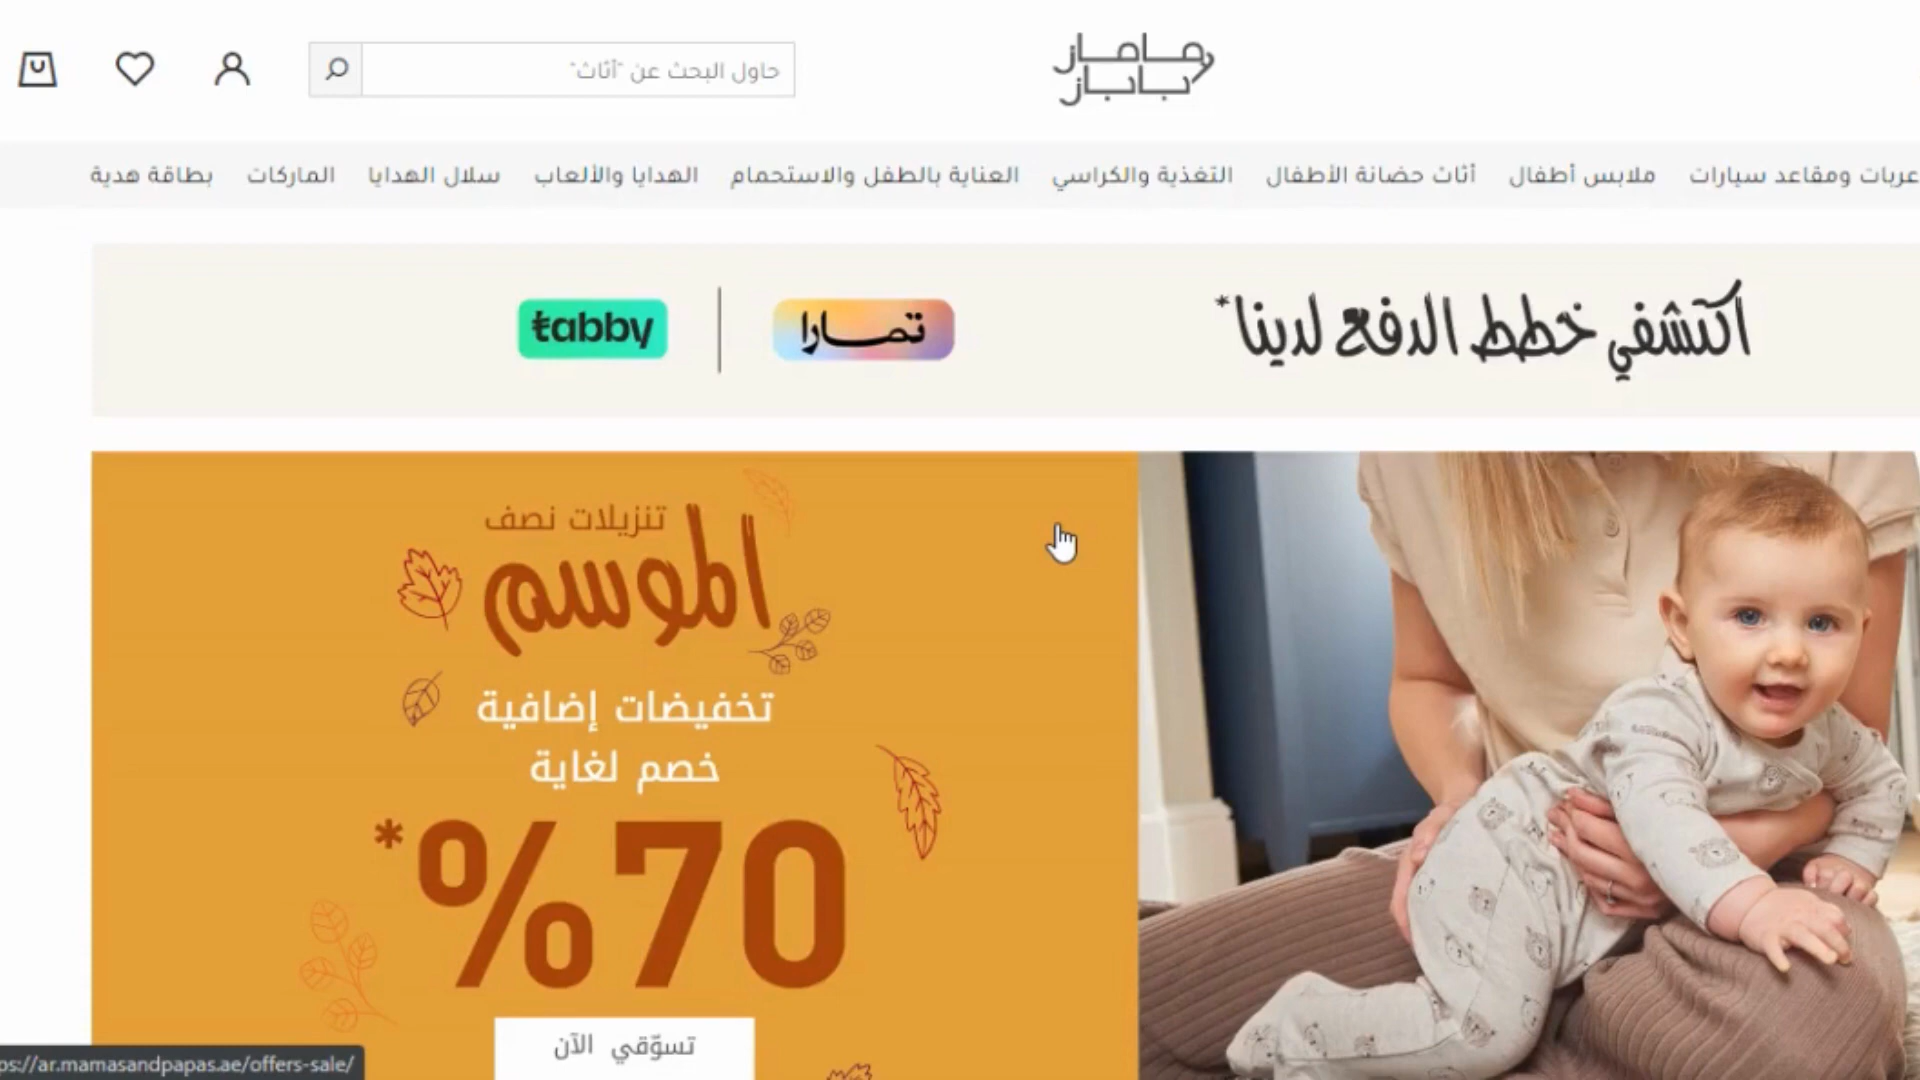 ماماز
باباز
حاول البحث عن "أثاث"
عربات ومقاعد سيارات
ملابس أطفال
أثاث حضانة الأطفال
التغذية والكراسي
العناية بالطفل والاستحمام
الهدايا والألعاب
سلال الهدايا
الماركات
بطاقة هدية
اكتشفي خطط الدفع لدينا*
تمارا
tabby
تنزيلات نصف
الموسم
تخفيضات إضافية
خصم لغاية
%70*
تسوّقي الآن
ps://ar.mamasandpapas.ae/offers-sale/